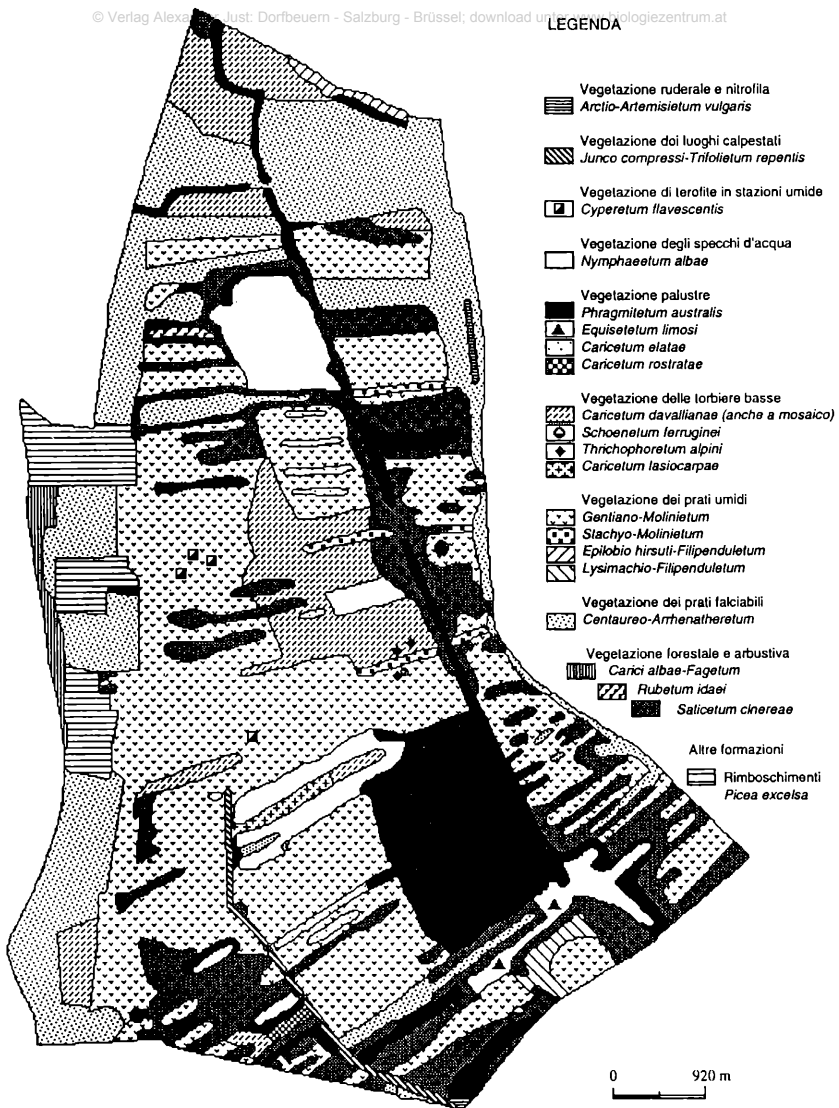 © Verlag Alexander Just: Dorfbeuern - Salzburg - Brüssel; download unter www.biologiezentrum.at
LEGENDA
Vegetazione ruderale e nitrofila
Arctio-Artemisietum vulgaris
Vegetazione doi luoghi calpestati
Junco compressi-Trifolietum repentis
Vegetazione di terofite in stazioni umide
Cyperetum flavescentis
Vegetazione degli specchi d'acqua
Nymphaeetum albae
Vegetazione palustre
Phragmitetum australis
Equisetetum limosi
Caricetum elatae
Caricetum rostratae
Vegetazione delle torbiere basse
Caricetum davallianae (anche a mosaico)
Schoenetum ferruginei
Thrichophoretum alpini
Caricetum lasiocarpae
Vegetazione dei prati umidi
Gentiano-Molinietum
Stachyo-Molinietum
Epilobio hirsuti-Filipenduletum
Lysimachio-Filipenduletum
Vegetazione dei prati falciabili
Centaureo-Arrhenatheretum
Vegetazione forestale e arbustiva
Carici albae-Fagetum
Rubetum idaei
Salicetum cinereae
Altre formazioni
Rimboschimenti
Picea excelsa
0 920 m